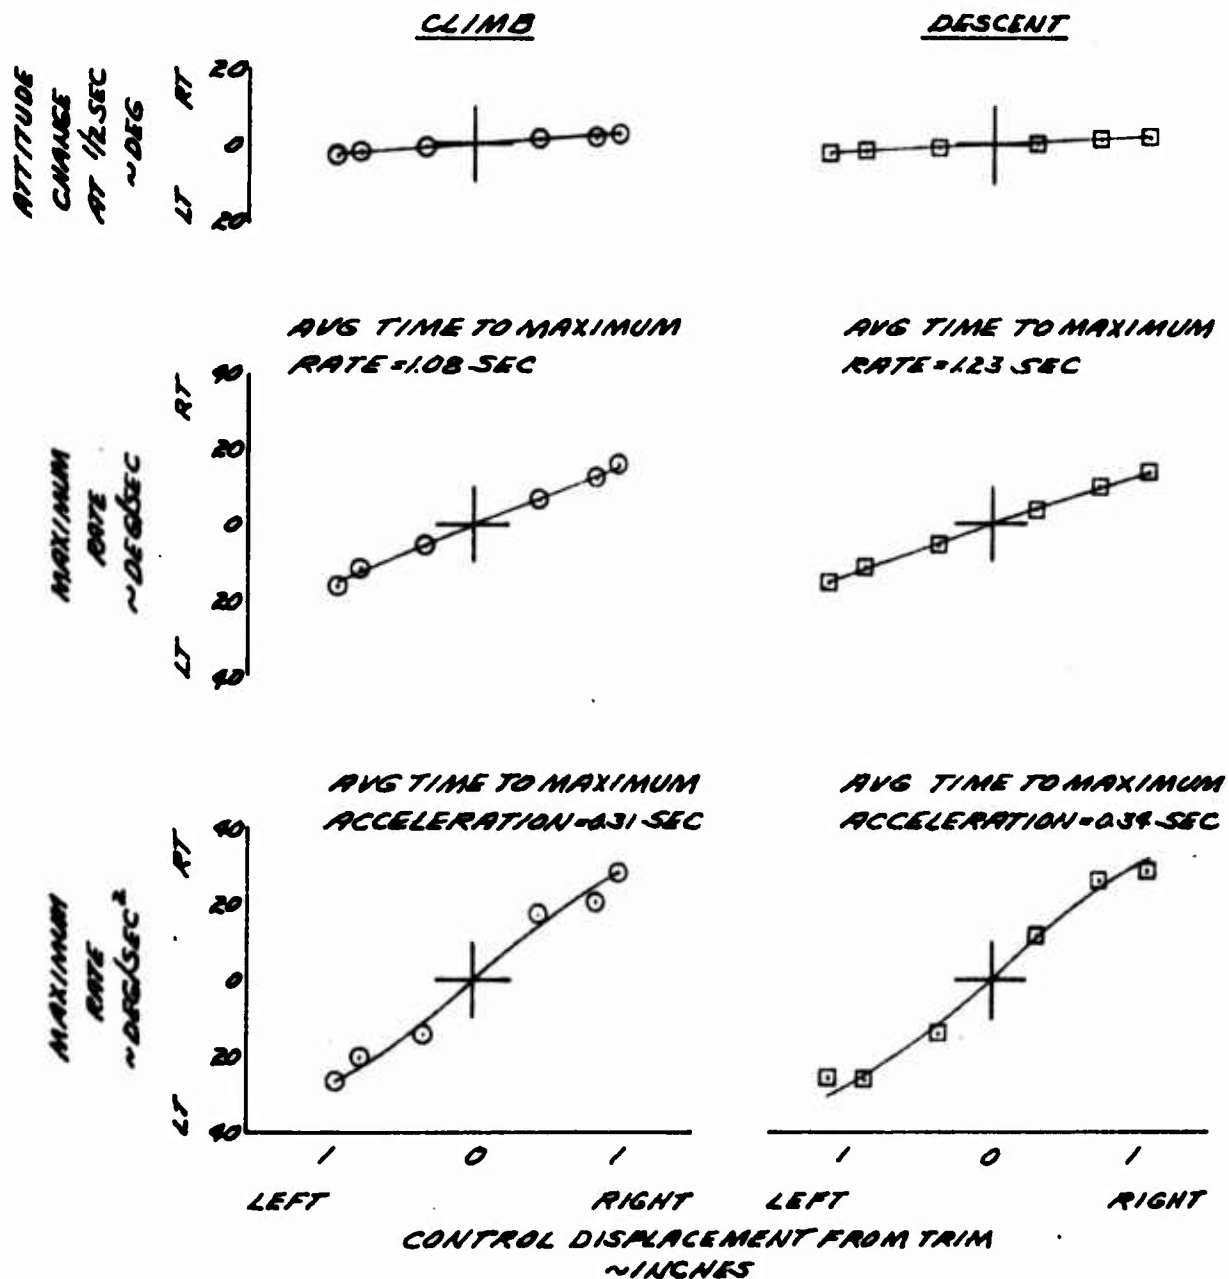 CLIMB
DESCENT
ATTITUDE
CHANGE
AT 1/2 SEC
~DEG
LT RT
20
0
20
AVG TIME TO MAXIMUM
RATE=1.08 SEC
AVG TIME TO MAXIMUM
RATE=1.23 SEC
MAXIMUM
RATE
~DEG/SEC
LT RT
40
20
0
20
40
AVG TIME TO MAXIMUM
ACCELERATION=0.31 SEC
AVG TIME TO MAXIMUM
ACCELERATION=0.34 SEC
MAXIMUM
RATE
~DEG/SEC²
LT RT
40
20
0
20
40
1 0 1
1 0 1
LEFT RIGHT
LEFT RIGHT
CONTROL DISPLACEMENT FROM TRIM
~INCHES